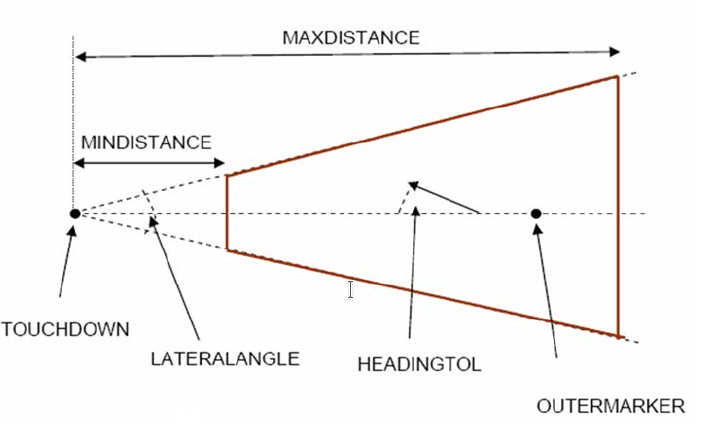 MAXDISTANCE
MINDISTANCE
TOUCHDOWN
LATERALANGLE
HEADINGTOL
OUTERMARKER